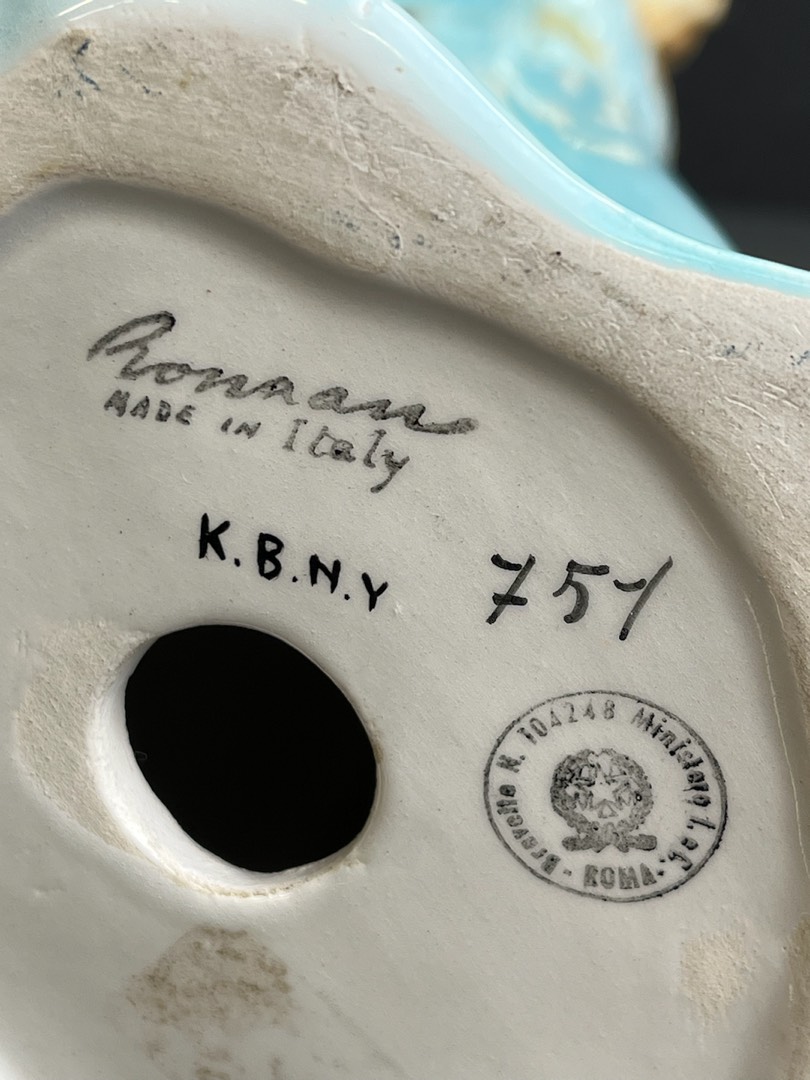 Ronzan
MADE IN Italy
K.B.N.Y
751
Brevetto N. 104248 Ministero I. e C. - ROMA -